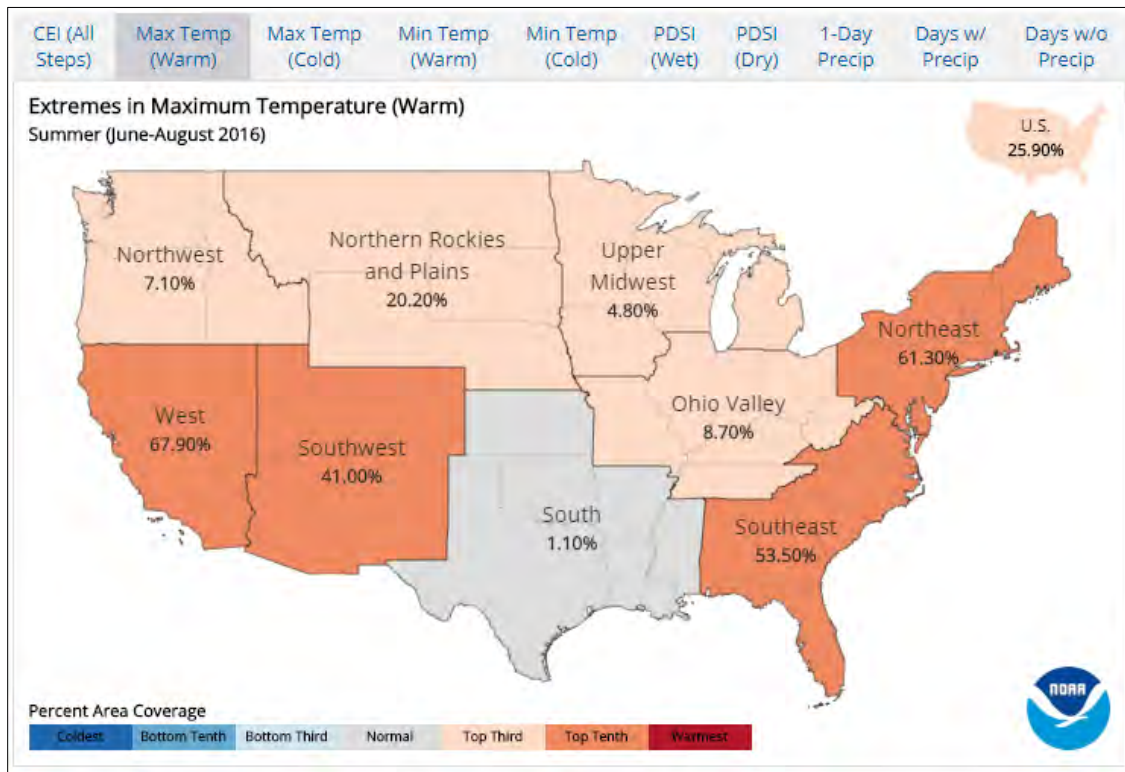 CEI (All Steps)
Max Temp (Warm)
Max Temp (Cold)
Min Temp (Warm)
Min Temp (Cold)
PDSI (Wet)
PDSI (Dry)
1-Day Precip
Days w/ Precip
Days w/o Precip
Extremes in Maximum Temperature (Warm)
Summer (June-August 2016)
U.S.
25.90%
Northwest
7.10%
Northern Rockies
and Plains
20.20%
Upper
Midwest
4.80%
Northeast
61.30%
West
67.90%
Southwest
41.00%
Ohio Valley
8.70%
South
1.10%
Southeast
53.50%
NOAA
Percent Area Coverage
Coldest
Bottom Tenth
Bottom Third
Normal
Top Third
Top Tenth
Warmest